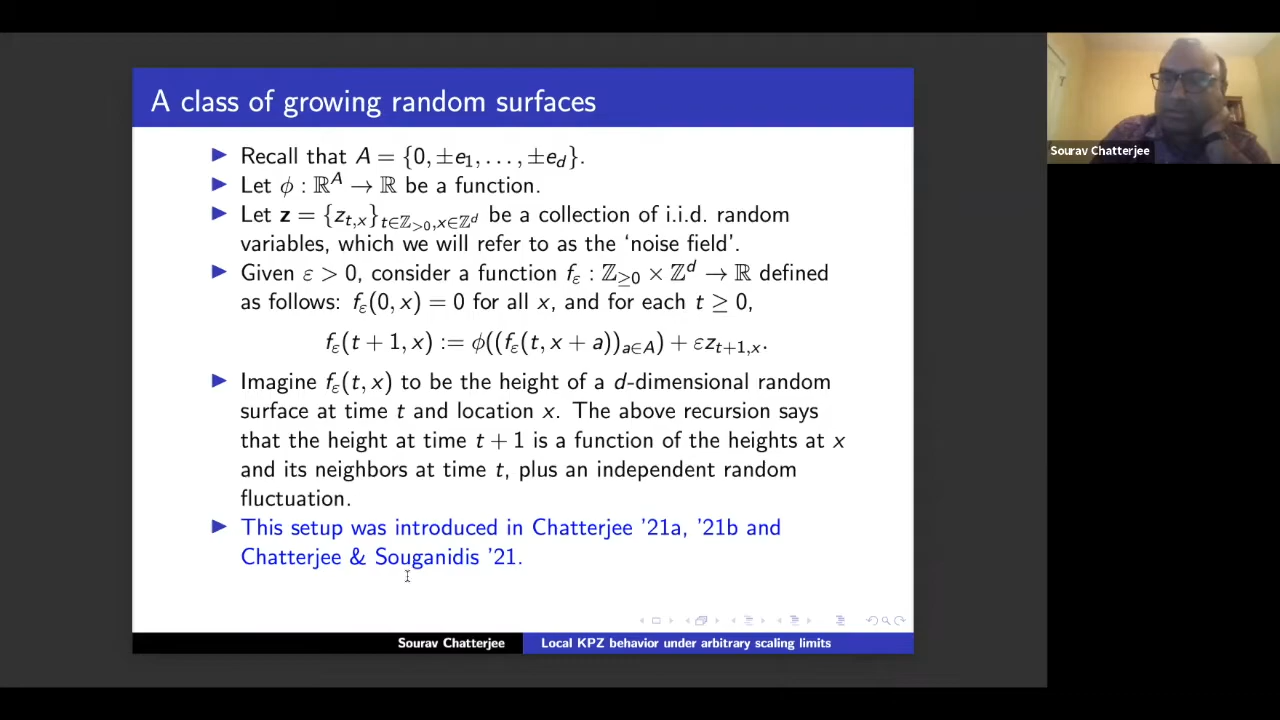 A class of growing random surfaces
▶ Recall that A = {0, ±e₁, . . . , ±e_d}.
▶ Let ϕ : ℝ^A → ℝ be a function.
▶ Let z = {z_{t,x}}_{t∈ℤ_{>0},x∈ℤ^d} be a collection of i.i.d. random
variables, which we will refer to as the ‘noise field’.
▶ Given ε > 0, consider a function f_ε : ℤ_{≥0} × ℤ^d → ℝ defined
as follows: f_ε(0, x) = 0 for all x, and for each t ≥ 0,
f_ε(t + 1, x) := ϕ((f_ε(t, x + a))_{a∈A}) + εz_{t+1,x}.
▶ Imagine f_ε(t, x) to be the height of a d-dimensional random
surface at time t and location x. The above recursion says
that the height at time t + 1 is a function of the heights at x
and its neighbors at time t, plus an independent random
fluctuation.
▶ This setup was introduced in Chatterjee ’21a, ’21b and
Chatterjee & Souganidis ’21.
Sourav Chatterjee
Local KPZ behavior under arbitrary scaling limits
Sourav Chatterjee